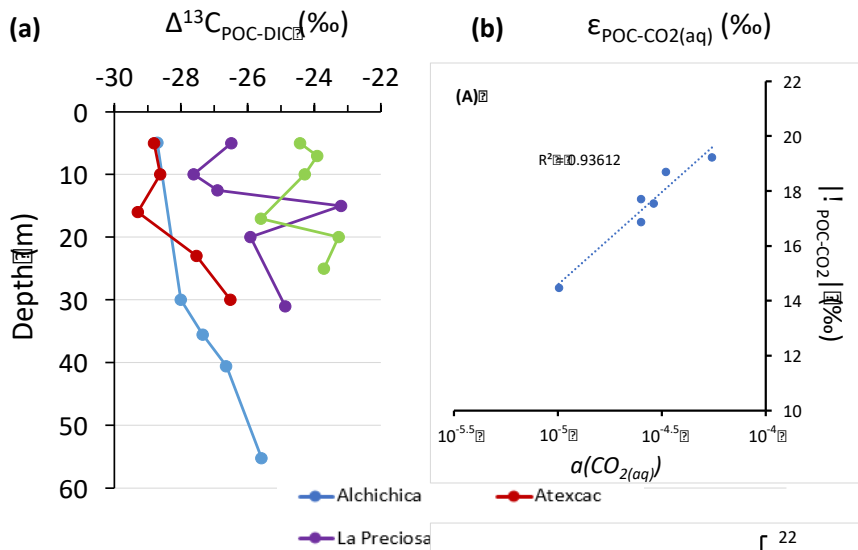 (a)
Δ13CPOC-DIC (‰)
-30 -28 -26 -24 -22
0
10
20
30
40
50
60
Depth (m)
(b)
εPOC-CO2(aq) (‰)
(A)
R² = 0.93612
22
20
18
16
14
12
10
POC-CO2 (‰)
10-5.5 10-5 10-4.5 10-4
a(CO2(aq))
Alchichica Atexcac
La Preciosa
22